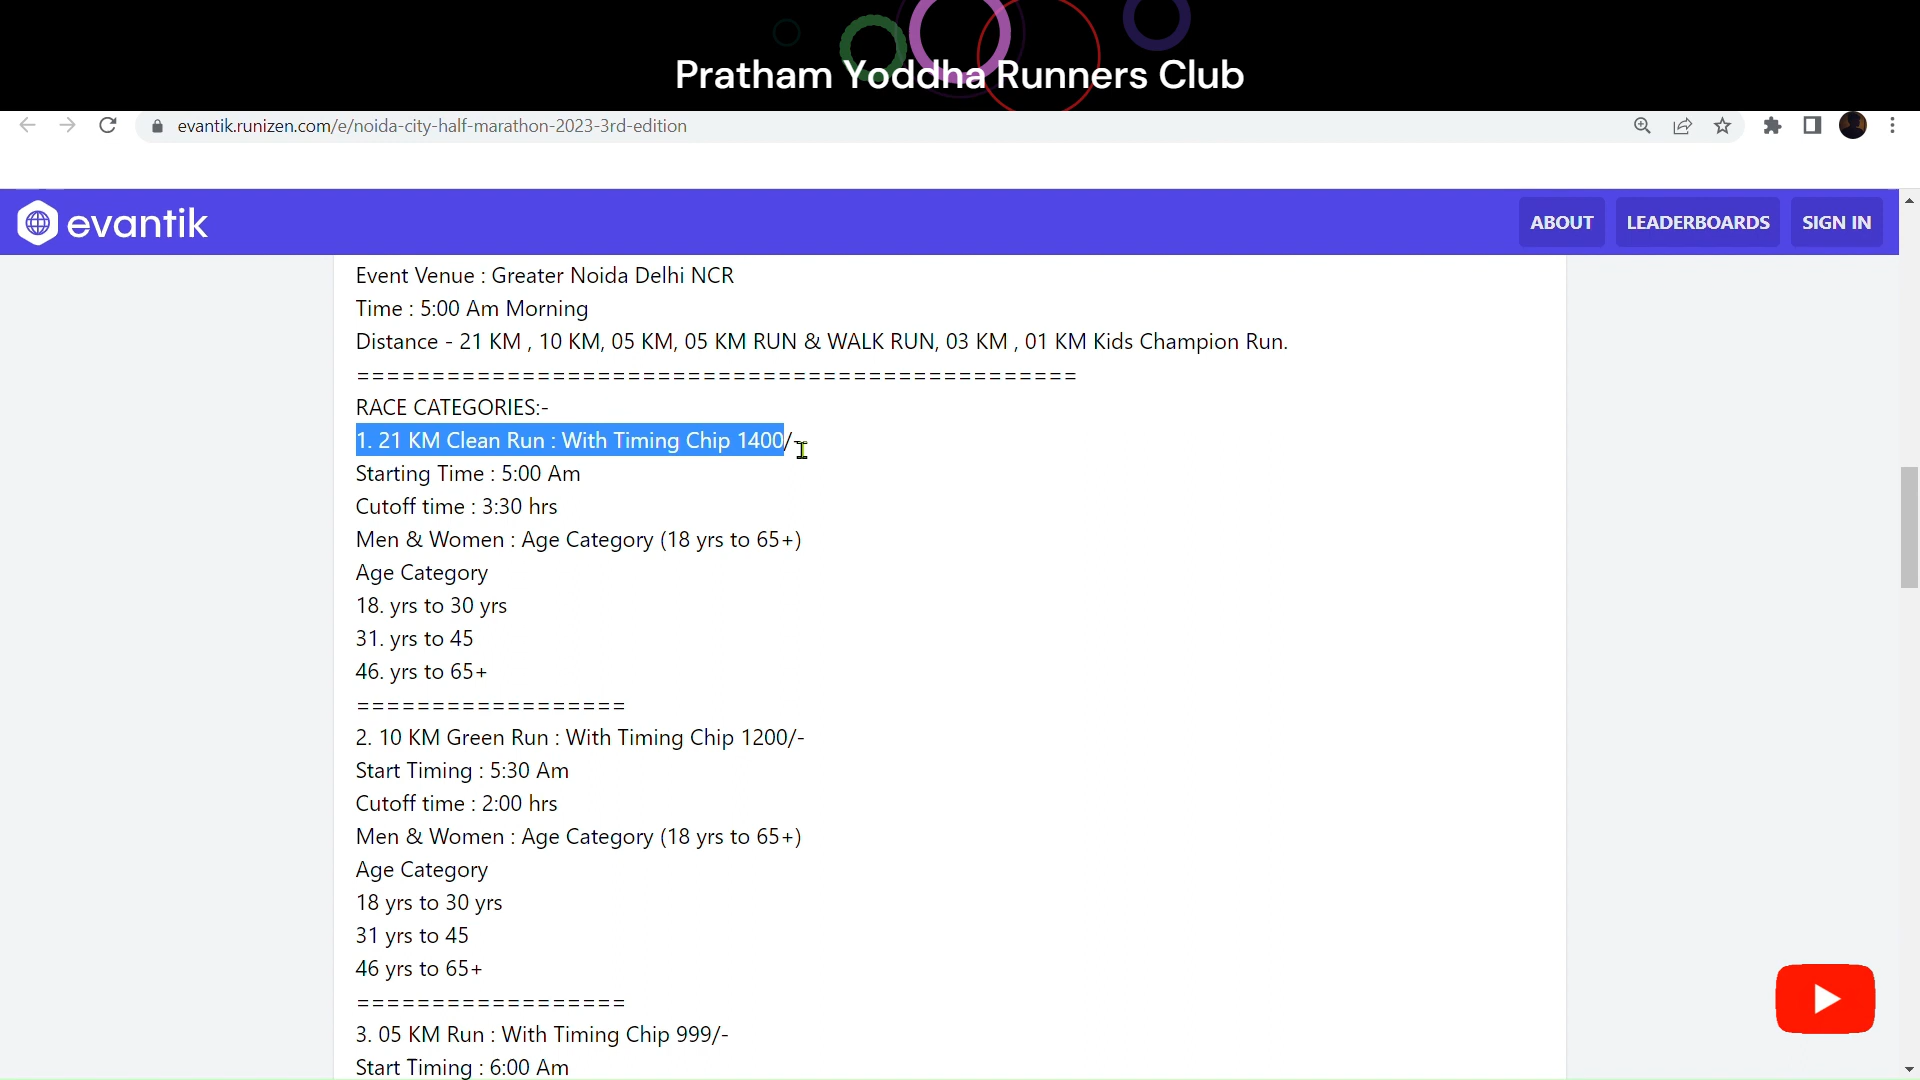 Pratham Yoddha Runners Club
evantik.runizen.com/e/noida-city-half-marathon-2023-3rd-edition
evantik
ABOUT
LEADERBOARDS
SIGN IN
Event Venue : Greater Noida Delhi NCR
Time : 5:00 Am Morning
Distance - 21 KM , 10 KM, 05 KM, 05 KM RUN & WALK RUN, 03 KM , 01 KM Kids Champion Run.
================================================
RACE CATEGORIES:-
1. 21 KM Clean Run : With Timing Chip 1400/-
Starting Time : 5:00 Am
Cutoff time : 3:30 hrs
Men & Women : Age Category (18 yrs to 65+)
Age Category
18. yrs to 30 yrs
31. yrs to 45
46. yrs to 65+
==================
2. 10 KM Green Run : With Timing Chip 1200/-
Start Timing : 5:30 Am
Cutoff time : 2:00 hrs
Men & Women : Age Category (18 yrs to 65+)
Age Category
18 yrs to 30 yrs
31 yrs to 45
46 yrs to 65+
==================
3. 05 KM Run : With Timing Chip 999/-
Start Timing : 6:00 Am